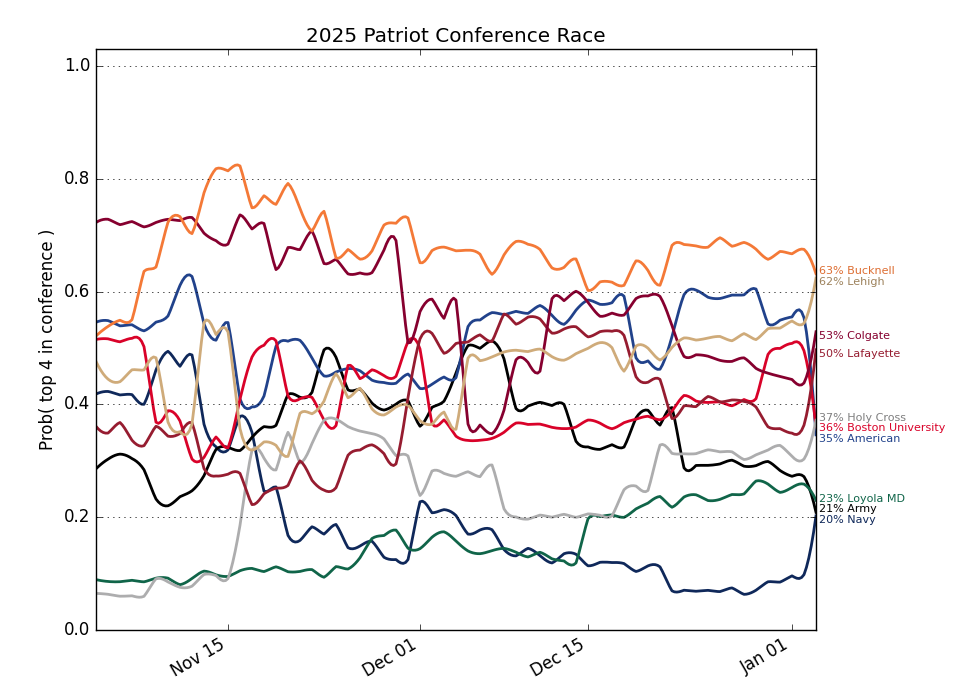 2025 Patriot Conference Race
Prob( top 4 in conference )
1.0
0.8
0.6
0.4
0.2
0.0
Nov 15
Dec 01
Dec 15
Jan 01
63% Bucknell
62% Lehigh
53% Colgate
50% Lafayette
37% Holy Cross
36% Boston University
35% American
23% Loyola MD
21% Army
20% Navy